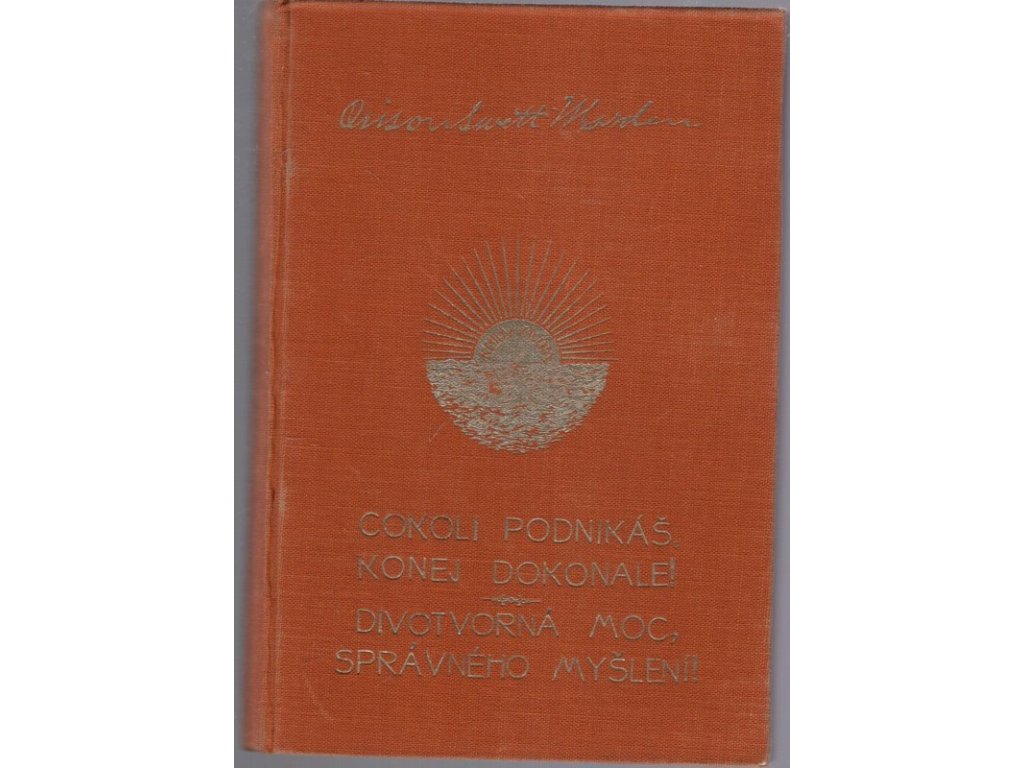 Orison Swett Marden
COKOLI PODNIKÁŠ,
KONEJ DOKONALE!
DIVOTVORNÁ MOC,
SPRÁVNÉHO MYŠLENÍ!